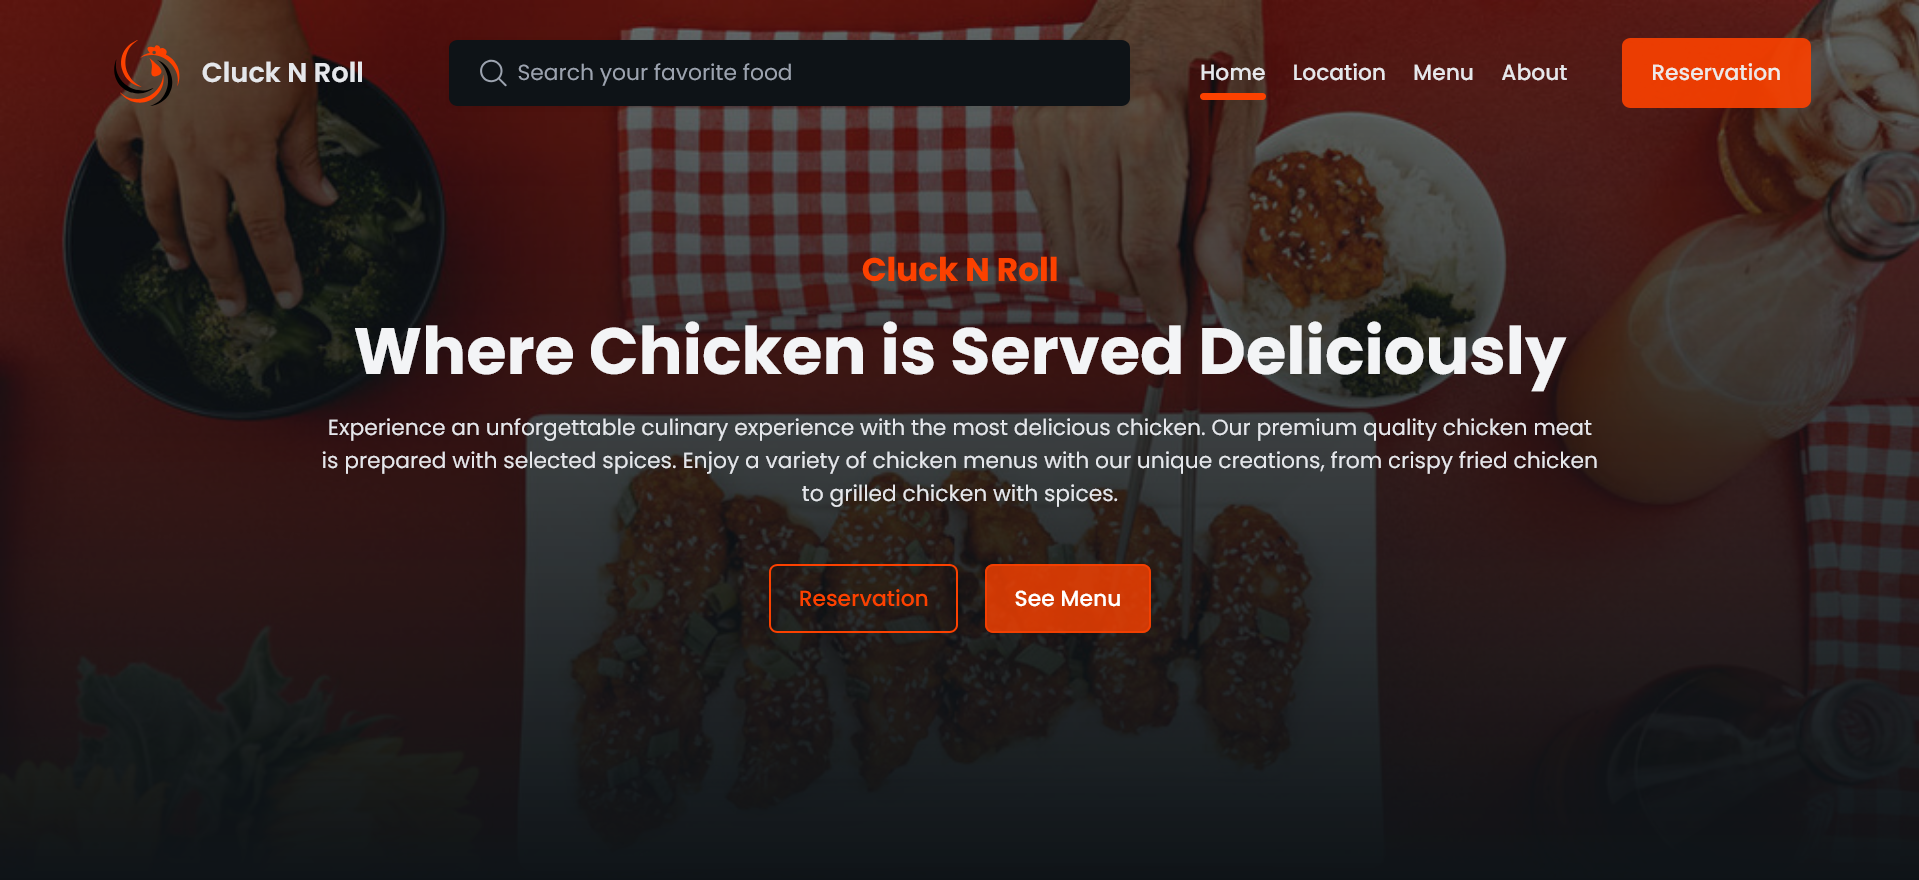 Cluck N Roll
Search your favorite food
Home
Location
Menu
About
Reservation
Cluck N Roll
Where Chicken is Served Deliciously
Experience an unforgettable culinary experience with the most delicious chicken. Our premium quality chicken meat
is prepared with selected spices. Enjoy a variety of chicken menus with our unique creations, from crispy fried chicken
to grilled chicken with spices.
Reservation
See Menu